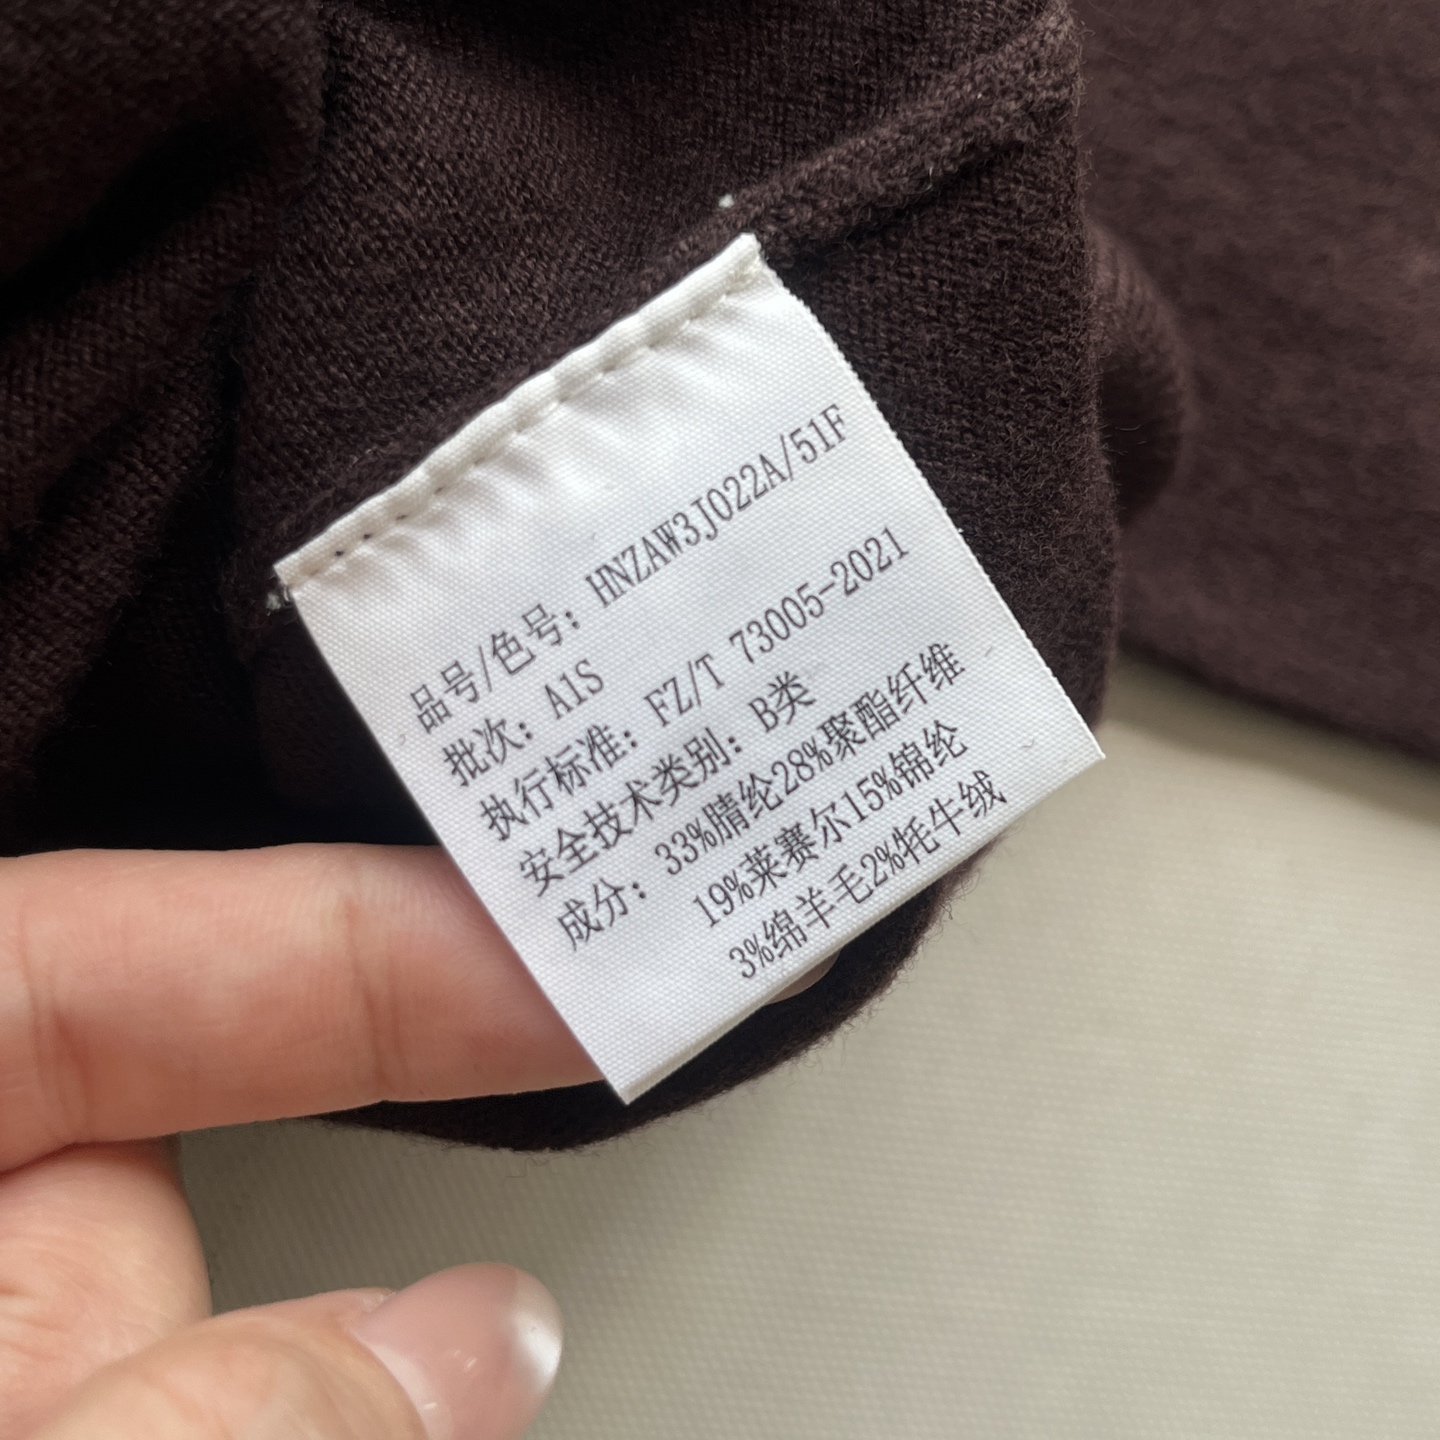 品号/色号：HNZAW3J022A/51F
批次：A1S
执行标准：FZ/T 73005-2021
安全技术类别：B类
成分：33%腈纶28%聚酯纤维
19%莱赛尔15%锦纶
3%绵羊毛2%牦牛绒